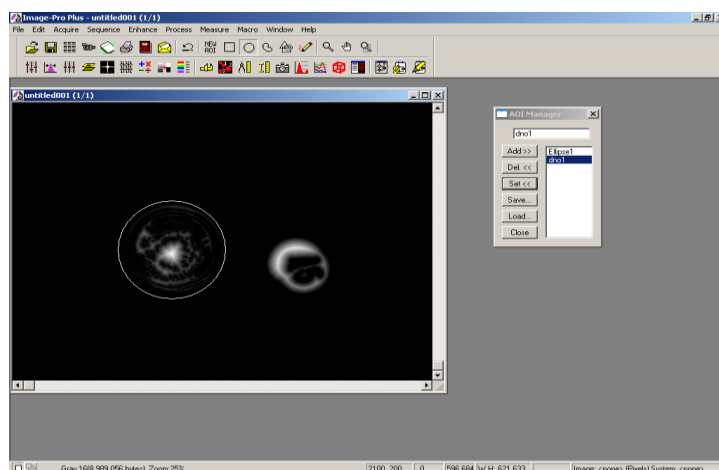 Image-Pro Plus - untitled001 (1/1)
File Edit Acquire Sequence Enhance Process Measure Macro Window Help
NEW
AOI
untitled001 (1/1)
AOI Manager
dno1
Add >>
Ellipse1
dno1
Del. <<
Set <<
Save...
Load...
Close
Gray 16(8,989,056 bytes) Zoom:25% 2100, 200 0 596,684 W,H: 621,633 Image: <none> (Pixels) System: <none>